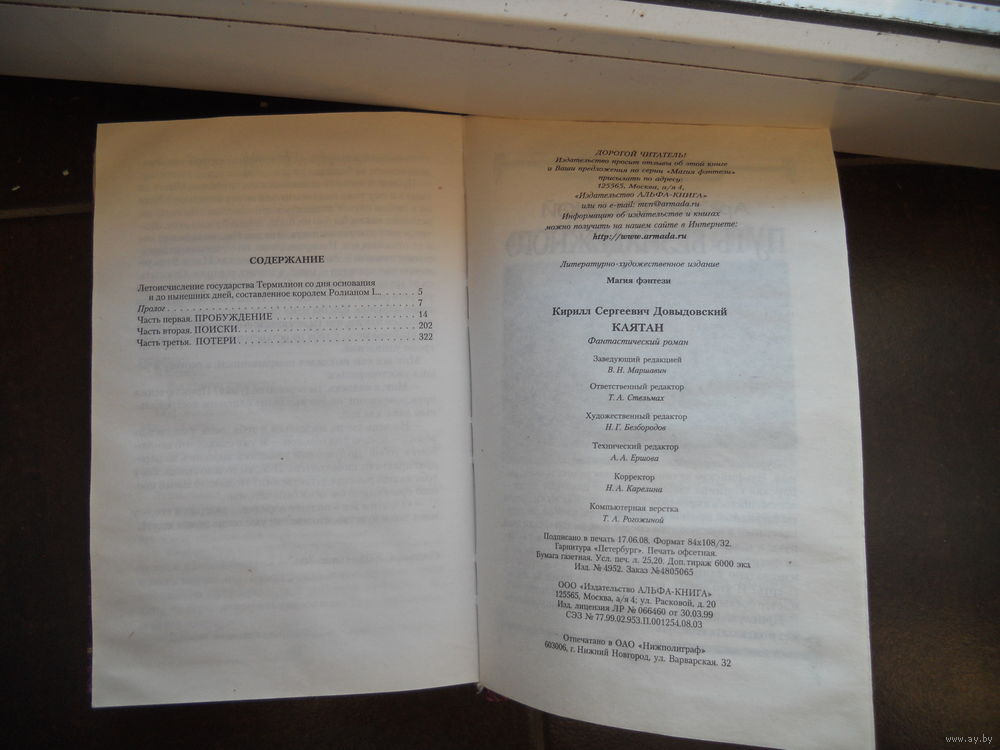 СОДЕРЖАНИЕ
Летоисчисление государства Термилион со дня основания
и до нынешних дней, составленное королем Ролианом I... . . . . . . 5
Пролог. . . . . . . . . . . . . . . . . . . . . . . . . . . . . . . . . . 7
Часть первая. ПРОБУЖДЕНИЕ . . . . . . . . . . . . . . . . . . . 14
Часть вторая. ПОИСКИ. . . . . . . . . . . . . . . . . . . . . . . . 202
Часть третья. ПОТЕРИ. . . . . . . . . . . . . . . . . . . . . . . . 322
ДОРОГОЙ ЧИТАТЕЛЬ!
Издательство просит отзывы об этой книге
и Ваши предложения по серии «Магия фэнтези»
присылать по адресу:
125565, Москва, а/я 4,
«Издательство АЛЬФА-КНИГА»
или по e-mail: mvn@armada.ru
Информацию об издательстве и книгах
можно получить на нашем сайте в Интернете:
http://www.armada.ru
Литературно-художественное издание
Магия фэнтези
Кирилл Сергеевич Довыдовский
КАЯТАН
Фантастический роман
Заведующий редакцией
В. Н. Маршавин
Ответственный редактор
Т. А. Стельмах
Художественный редактор
Н. Г. Безбородов
Технический редактор
А. А. Ершова
Корректор
Н. А. Карелина
Компьютерная верстка
Т. А. Рогожиной
Подписано в печать 17.06.08. Формат 84х108/32.
Гарнитура «Петербург». Печать офсетная.
Бумага газетная. Усл. печ. л. 25,20. Доп. тираж 6000 экз.
Изд. № 4952. Заказ №4805065
ООО «Издательство АЛЬФА-КНИГА»
125565, Москва, а/я 4; ул. Расковой, д. 20
Изд. лицензия ЛР № 066460 от 30.03.99
СЭЗ № 77.99.02.953.П.001254.08.03
Отпечатано в ОАО «Нижполиграф»
603006, г. Нижний Новгород, ул. Варварская. 32
www.ay.by